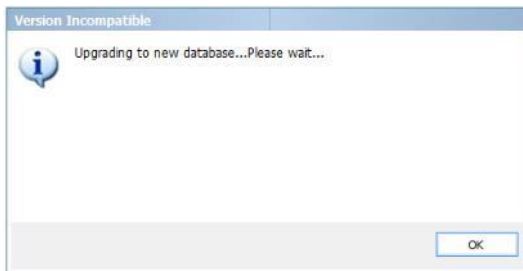 Version Incompatible
Upgrading to new database...Please wait...
OK